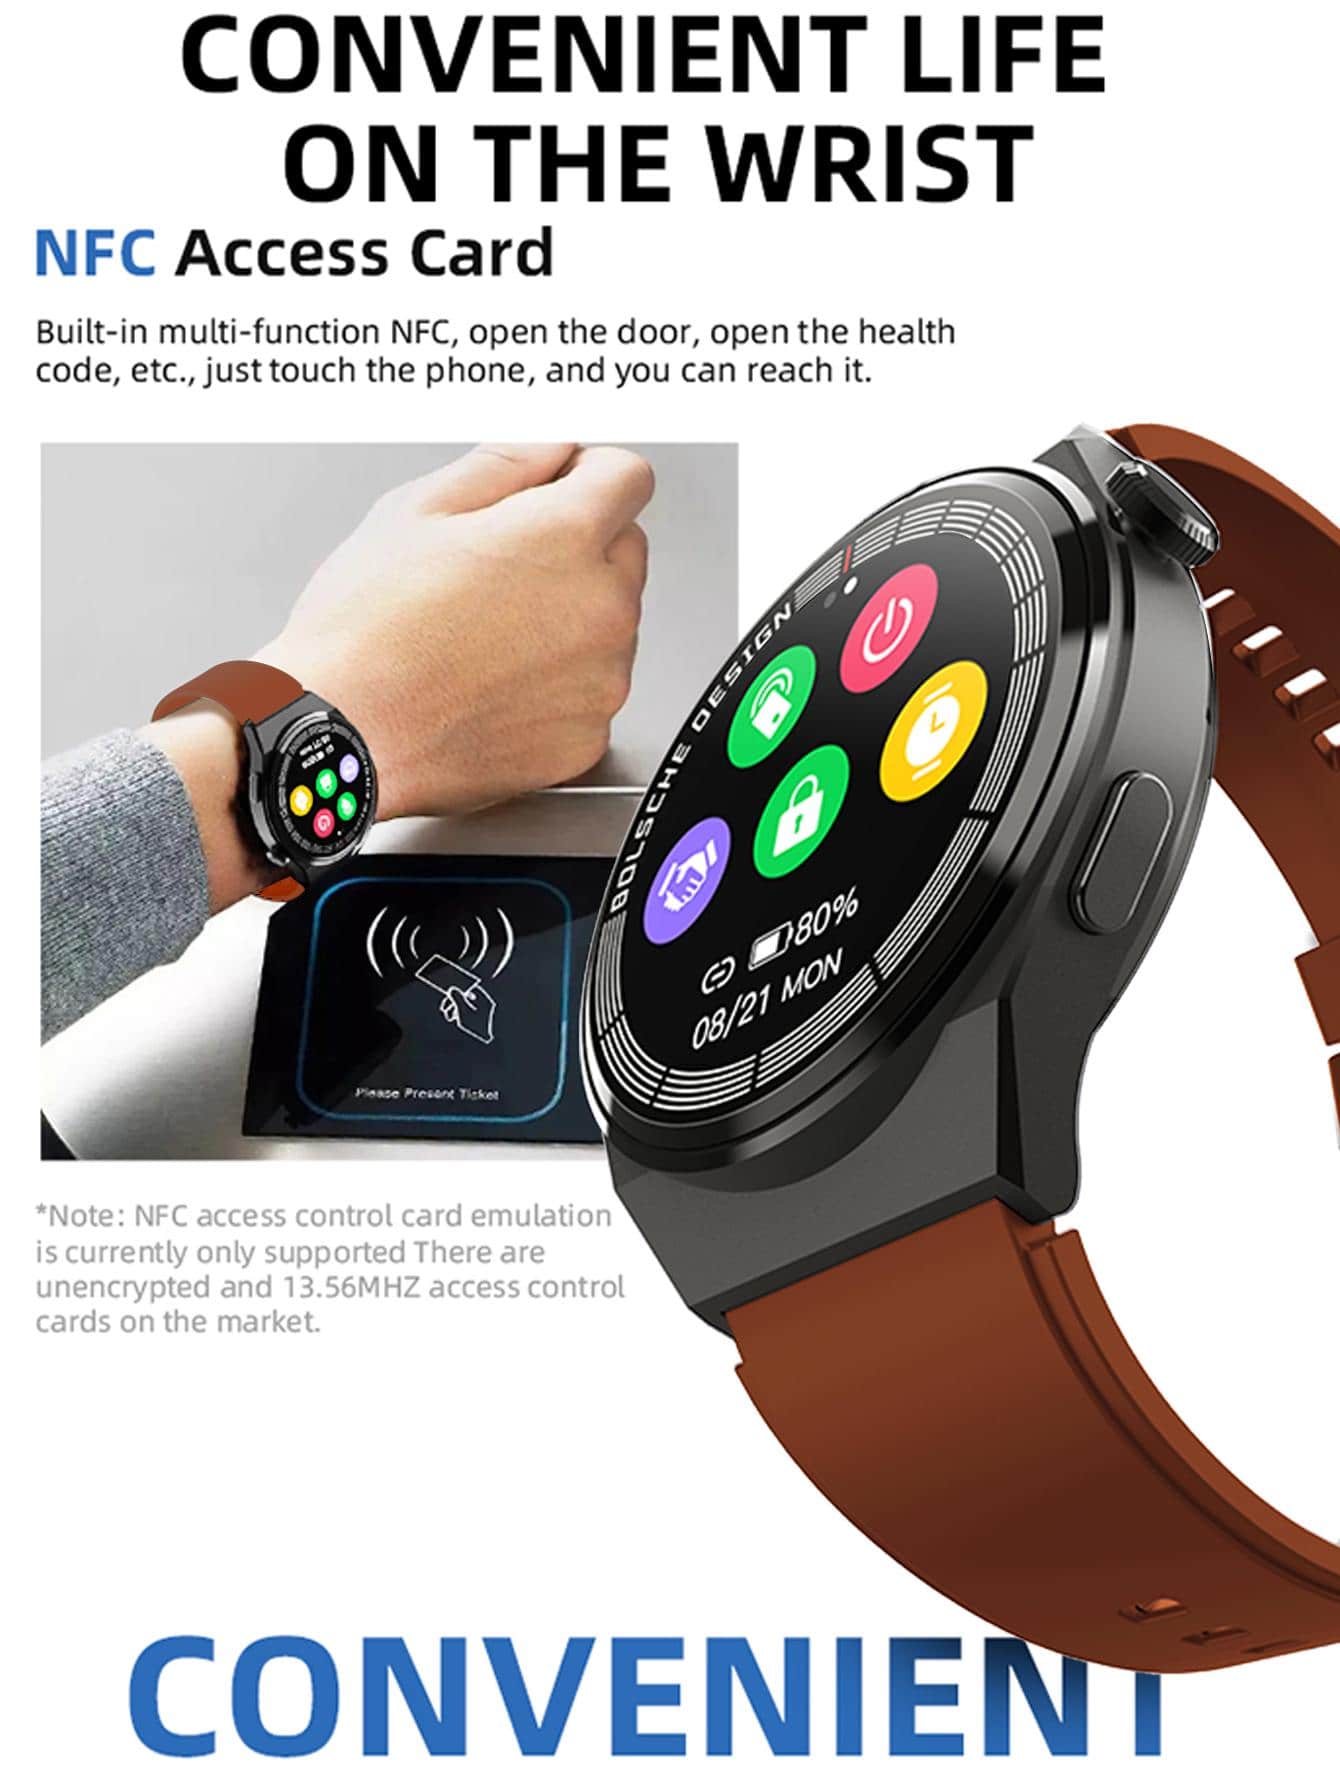 CONVENIENT LIFE
ON THE WRIST
NFC Access Card
Built-in multi-function NFC, open the door, open the health
code, etc., just touch the phone, and you can reach it.
BOLSCHE DESIGN
80%
08/21 MON
Please Present Ticket
*Note: NFC access control card emulation
is currently only supported There are
unencrypted and 13.56MHZ access control
cards on the market.
CONVENIENT